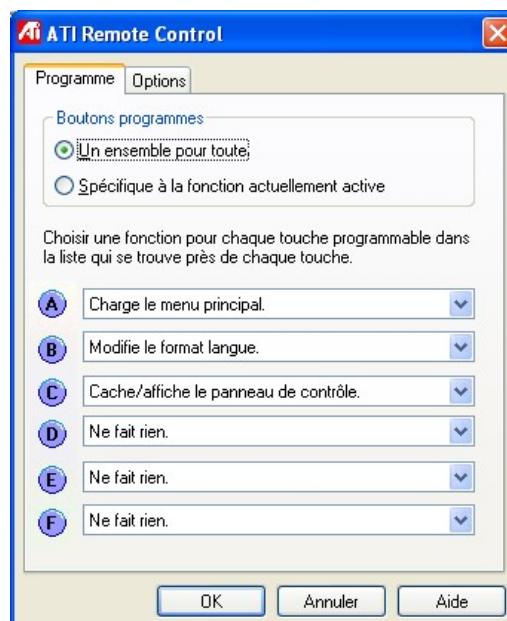 ATI ATI Remote Control
Programme Options
Boutons programmes
Un ensemble pour toute,
Spécifique à la fonction actuellement active
Choisir une fonction pour chaque touche programmable dans
la liste qui se trouve près de chaque touche.
A Charge le menu principal.
B Modifie le format langue.
C Cache/affiche le panneau de contrôle.
D Ne fait rien.
E Ne fait rien.
F Ne fait rien.
OK Annuler Aide